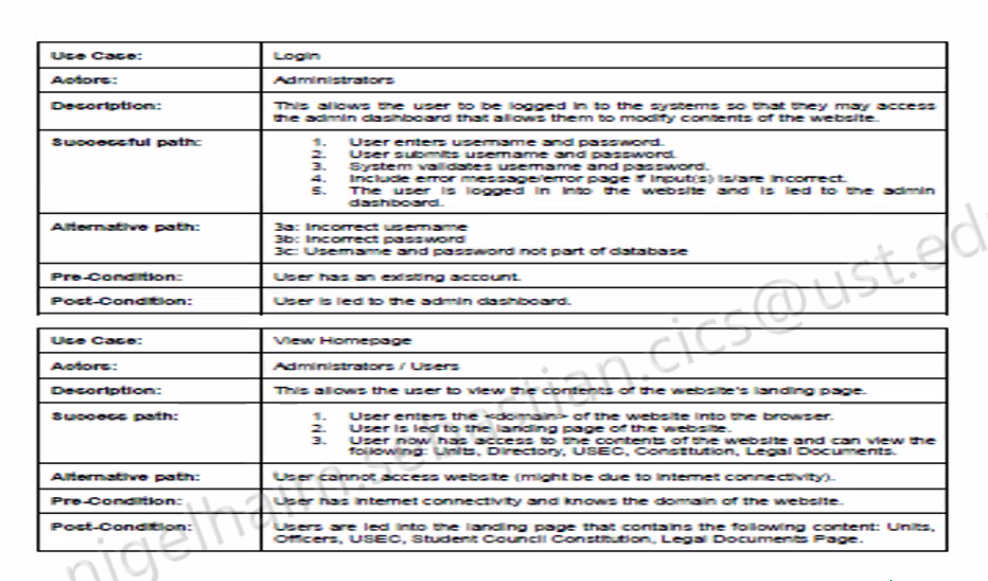 Use Case: Login
Actors: Administrators
Description: This allows the user to be logged in to the systems so that they may access
the admin dashboard that allows them to modify contents of the website.
Successful path: 1. User enters username and password.
2. User submits username and password.
3. System validates username and password.
4. Include error message/error page if input(s) is/are incorrect.
5. The user is logged in into the website and is led to the admin
dashboard.
Alternative path: 3a: Incorrect username
3b: Incorrect password
3c: Username and password not part of database
Pre-Condition: User has an existing account.
Post-Condition: User is led to the admin dashboard.
Use Case: View Homepage
Actors: Administrators / Users
Description: This allows the user to view the contents of the website's landing page.
Success path: 1. User enters the <domain> of the website into the browser.
2. User is led to the landing page of the website.
3. User now has access to the contents of the website and can view the
following: Units, Directory, USEC, Constitution, Legal Documents.
Alternative path: User cannot access website (might be due to internet connectivity).
Pre-Condition: User has internet connectivity and knows the domain of the website.
Post-Condition: Users are led into the landing page that contains the following content: Units,
Officers, USEC, Student Council Constitution, Legal Documents Page.